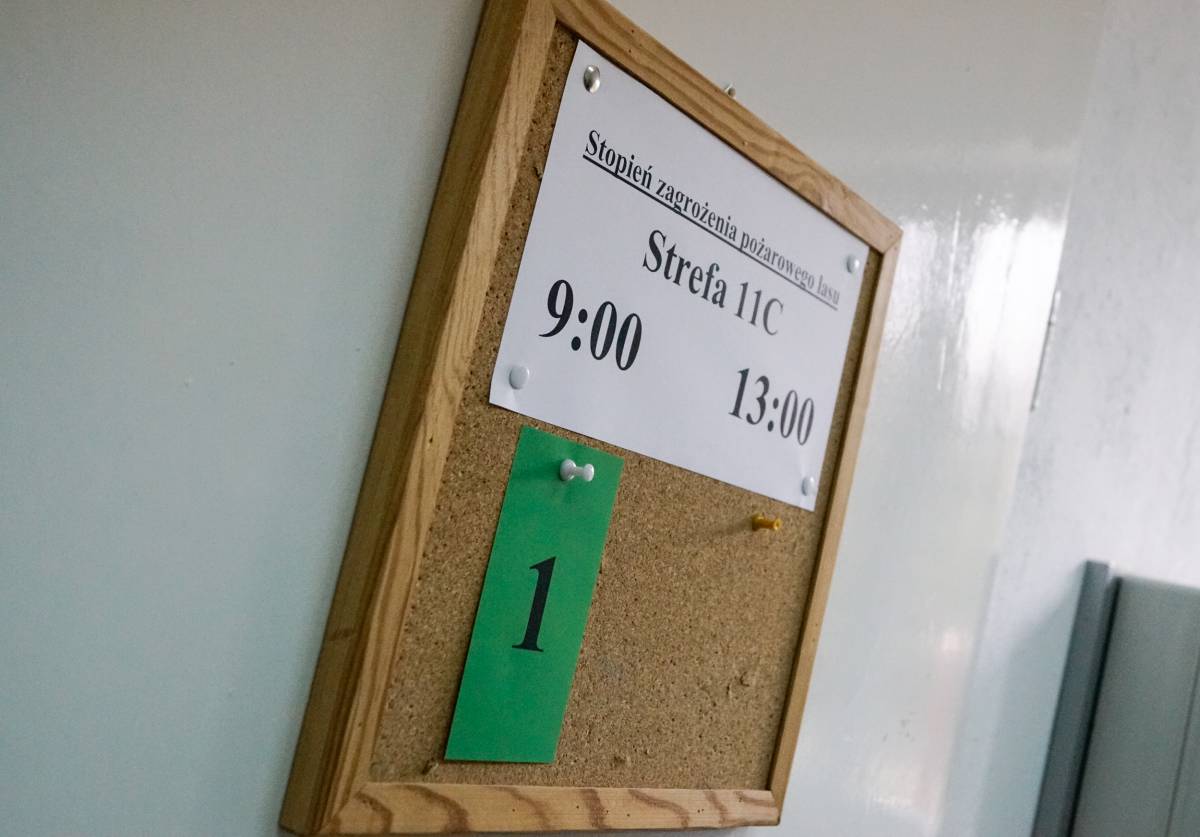 Stopień zagrożenia pożarowego lasu
Strefa 11C
9:00
13:00
1